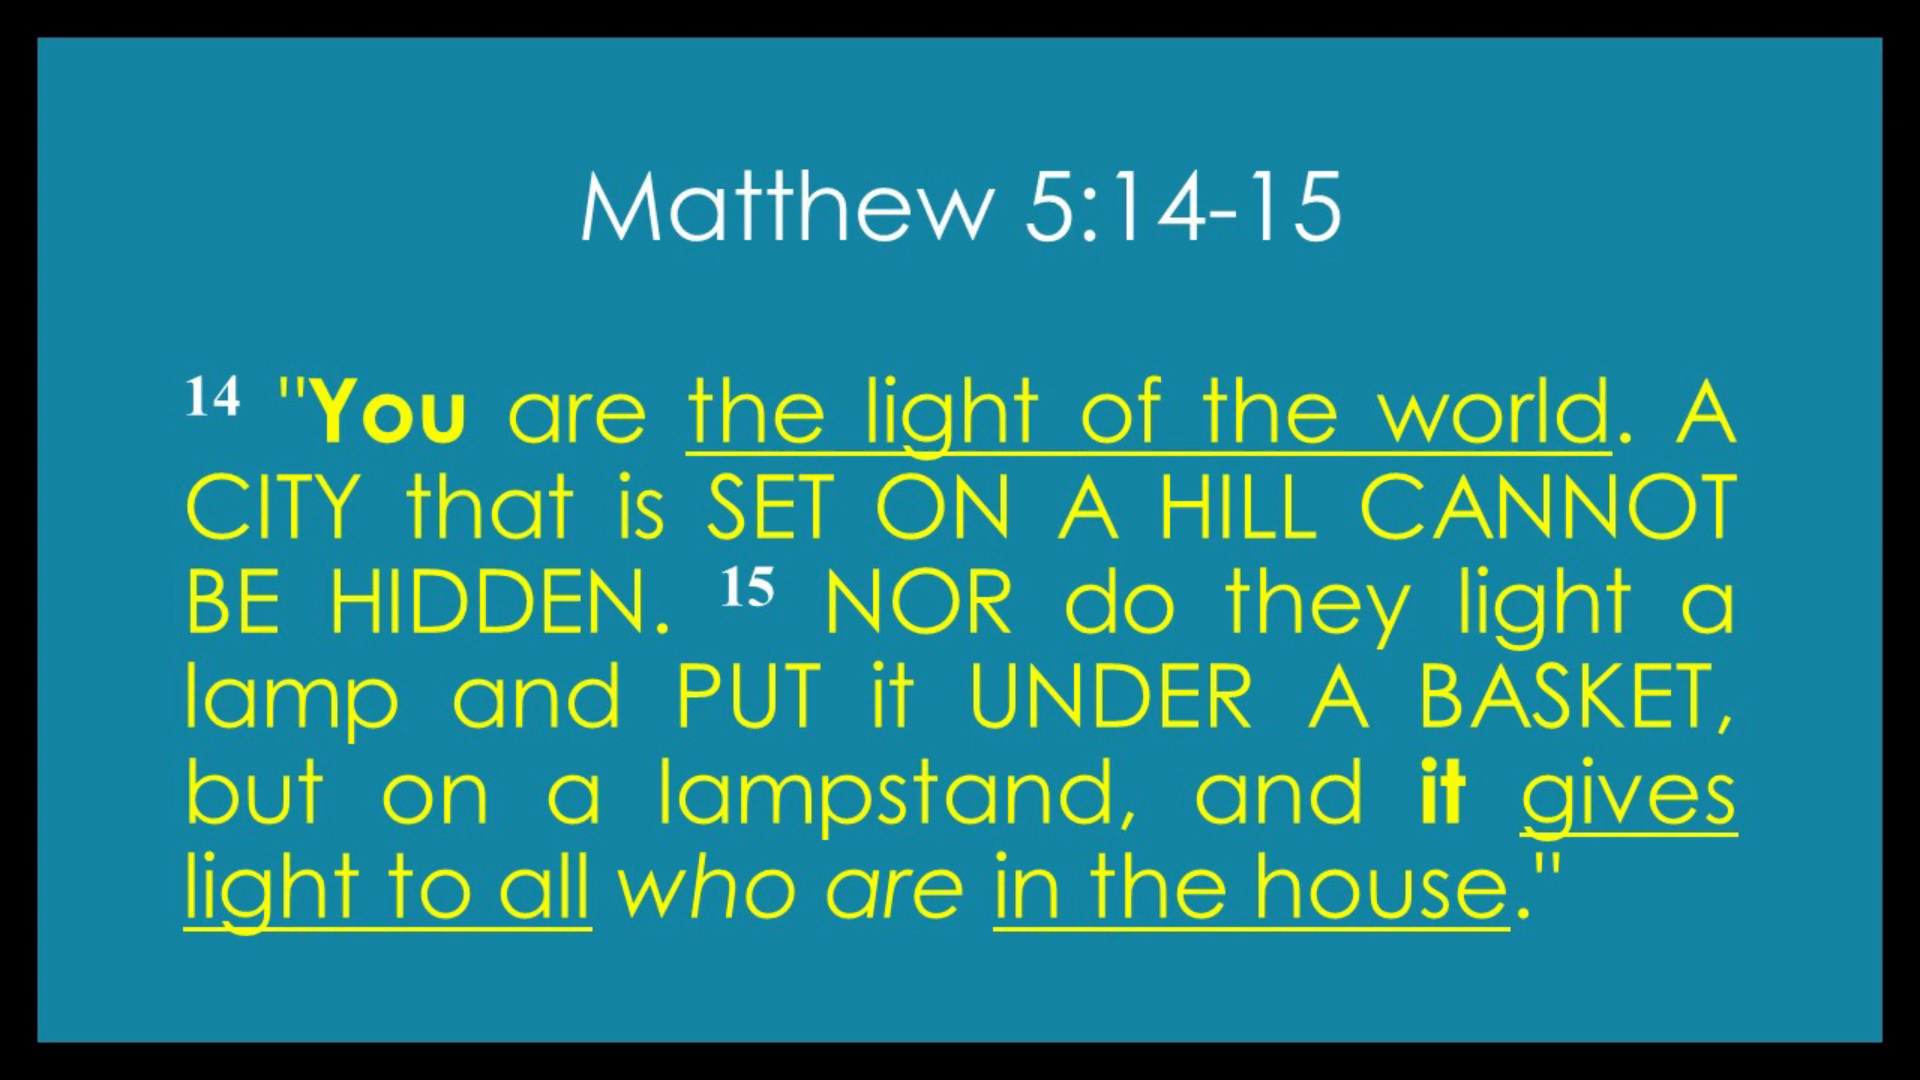 Matthew 5:14-15
14 "You are the light of the world. A
CITY that is SET ON A HILL CANNOT
BE HIDDEN. 15 NOR do they light a
lamp and PUT it UNDER A BASKET,
but on a lampstand, and it gives
light to all who are in the house."